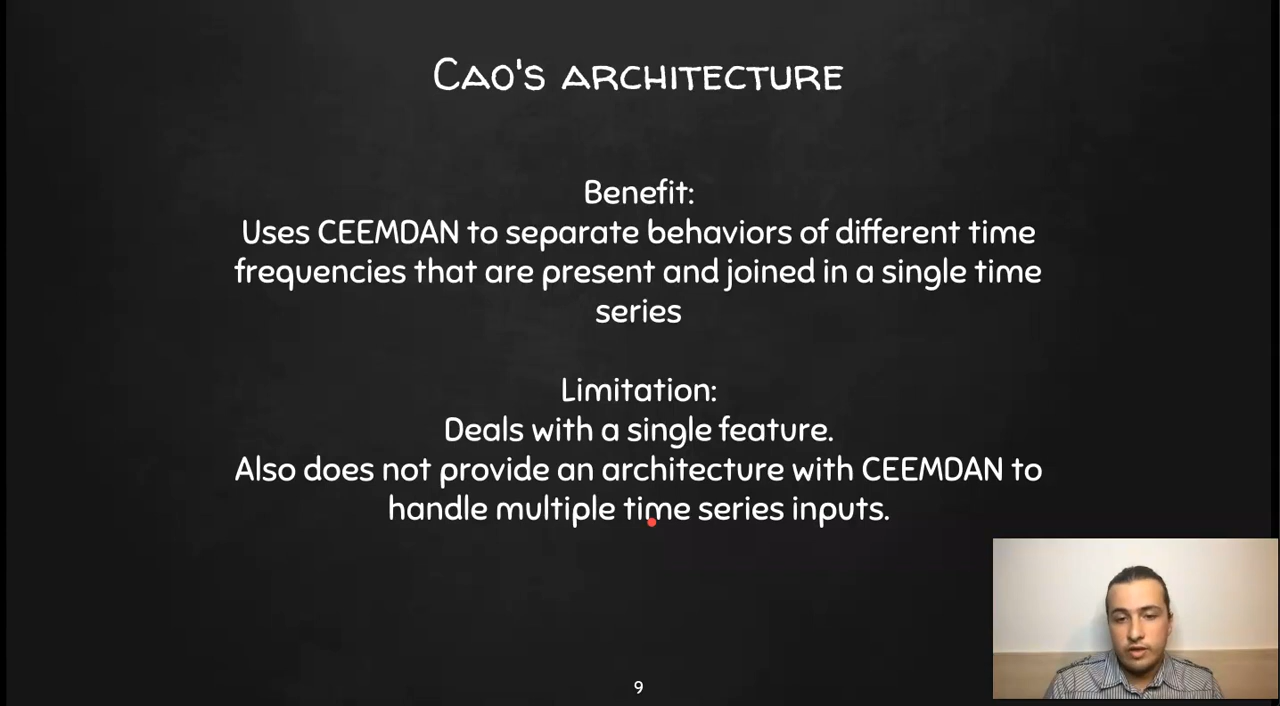 Cao's architecture
Benefit:
Uses CEEMDAN to separate behaviors of different time
frequencies that are present and joined in a single time
series
Limitation:
Deals with a single feature.
Also does not provide an architecture with CEEMDAN to
handle multiple time series inputs.
9